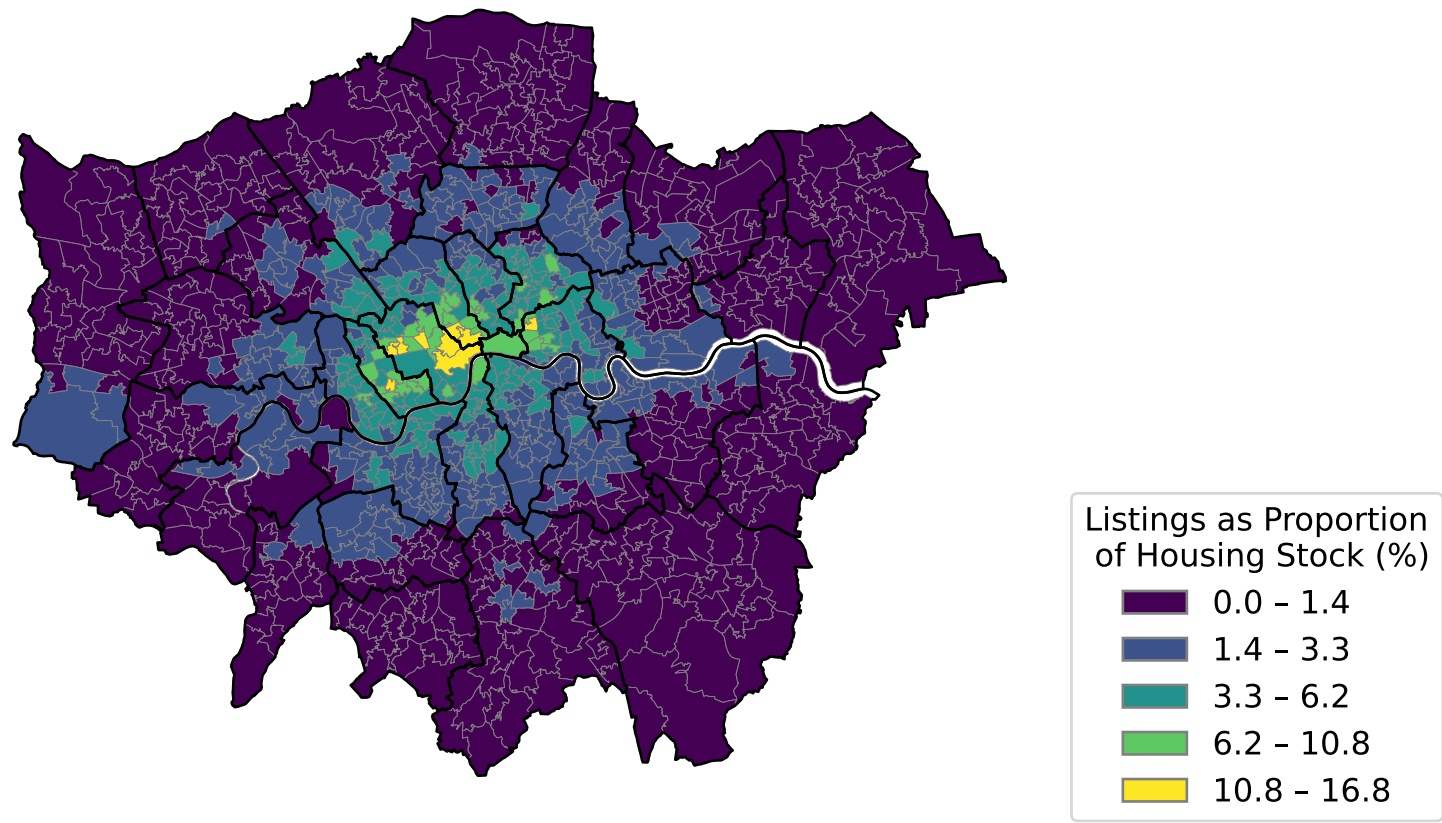 Listings as Proportion
of Housing Stock (%)
0.0 – 1.4
1.4 – 3.3
3.3 – 6.2
6.2 – 10.8
10.8 – 16.8